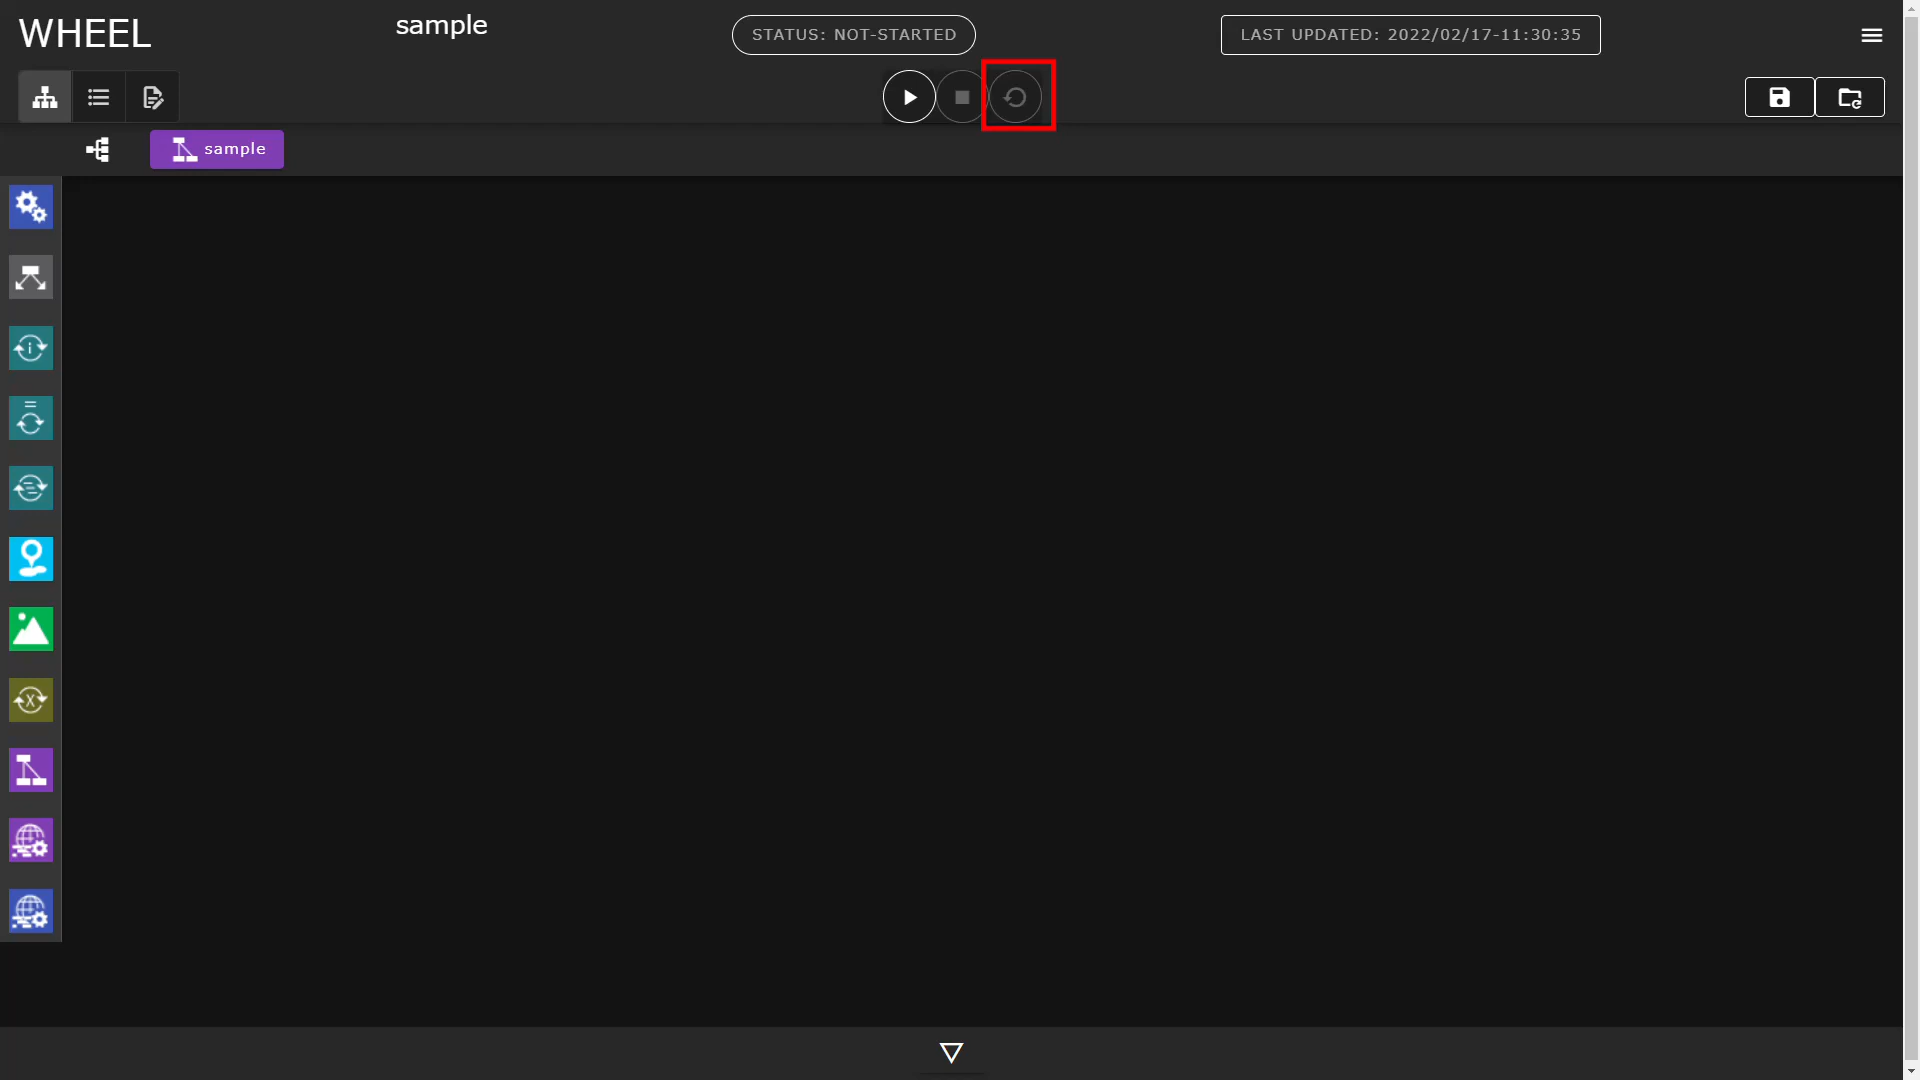 WHEEL
sample
STATUS: NOT-STARTED
LAST UPDATED: 2022/02/17-11:30:35
sample